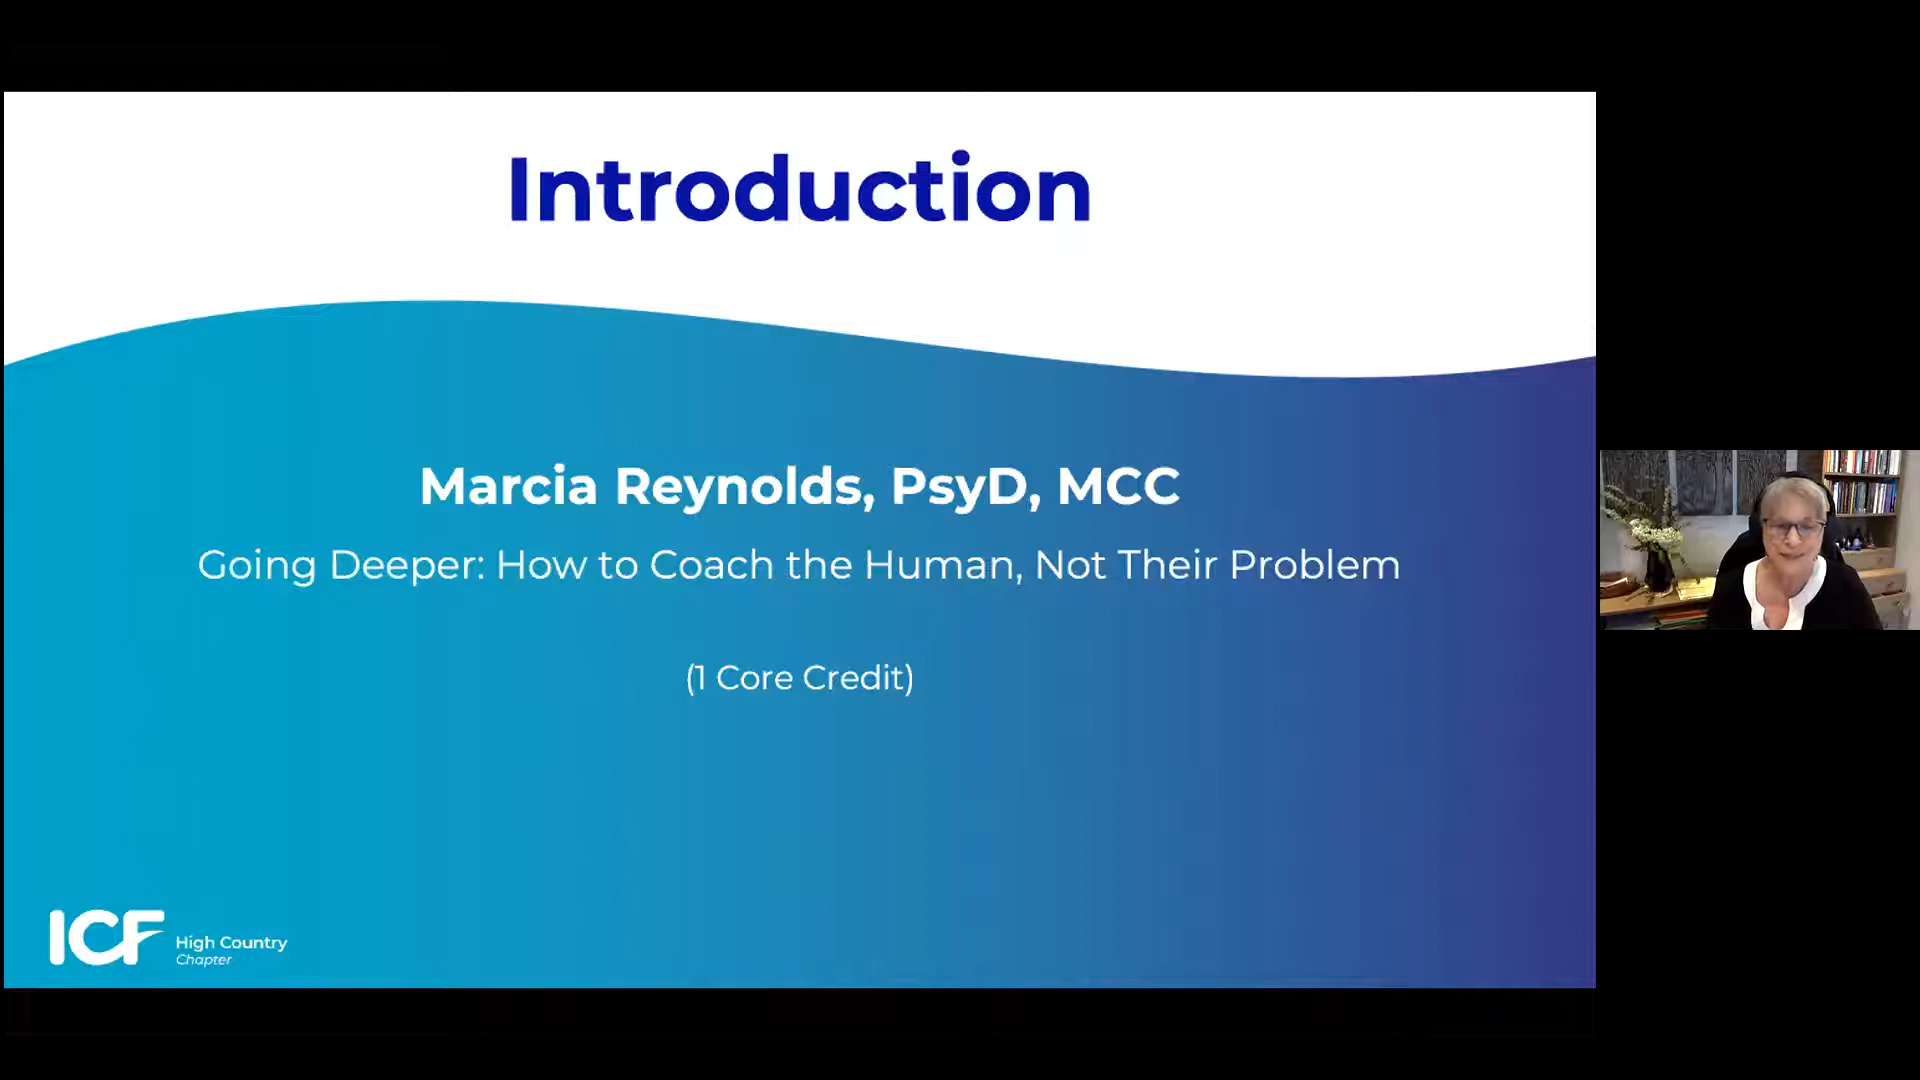 Introduction
Marcia Reynolds, PsyD, MCC
Going Deeper: How to Coach the Human, Not Their Problem
(1 Core Credit)
ICF High Country
Chapter